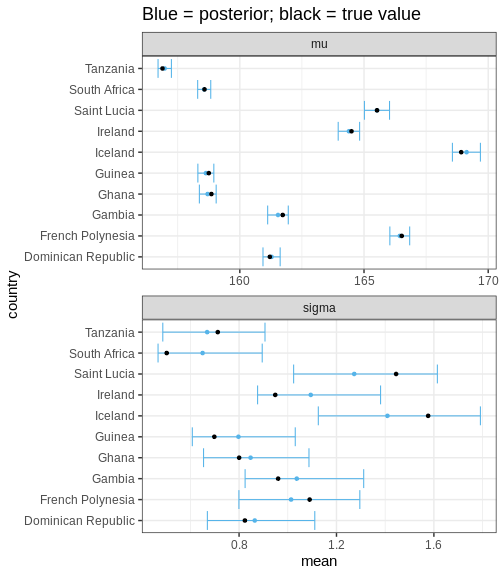 Blue = posterior; black = true value
mu
Tanzania
South Africa
Saint Lucia
Ireland
Iceland
Guinea
Ghana
Gambia
French Polynesia
Dominican Republic
160 165 170
country
sigma
Tanzania
South Africa
Saint Lucia
Ireland
Iceland
Guinea
Ghana
Gambia
French Polynesia
Dominican Republic
0.8 1.2 1.6
mean